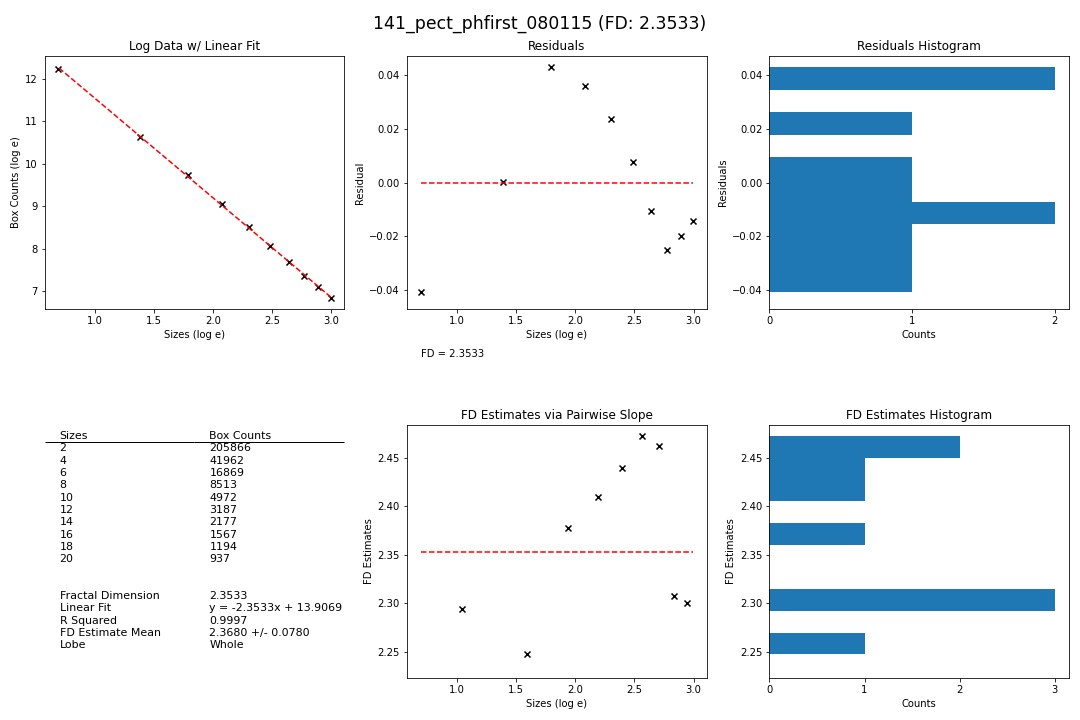 141_pect_phfirst_080115 (FD: 2.3533)
Log Data w/ Linear Fit
Box Counts (log e)
12
11
10
9
8
7
1.0 1.5 2.0 2.5 3.0
Sizes (log e)
Residuals
Residual
0.04
0.02
0.00
−0.02
−0.04
1.0 1.5 2.0 2.5 3.0
Sizes (log e)
FD = 2.3533
Residuals Histogram
Residuals
0.04
0.02
0.00
−0.02
−0.04
0 1 2
Counts
Sizes Box Counts
2 205866
4 41962
6 16869
8 8513
10 4972
12 3187
14 2177
16 1567
18 1194
20 937
Fractal Dimension 2.3533
Linear Fit y = -2.3533x + 13.9069
R Squared 0.9997
FD Estimate Mean 2.3680 +/- 0.0780
Lobe Whole
FD Estimates via Pairwise Slope
FD Estimates
2.45
2.40
2.35
2.30
2.25
1.0 1.5 2.0 2.5 3.0
Sizes (log e)
FD Estimates Histogram
FD Estimates
2.45
2.40
2.35
2.30
2.25
0 1 2 3
Counts